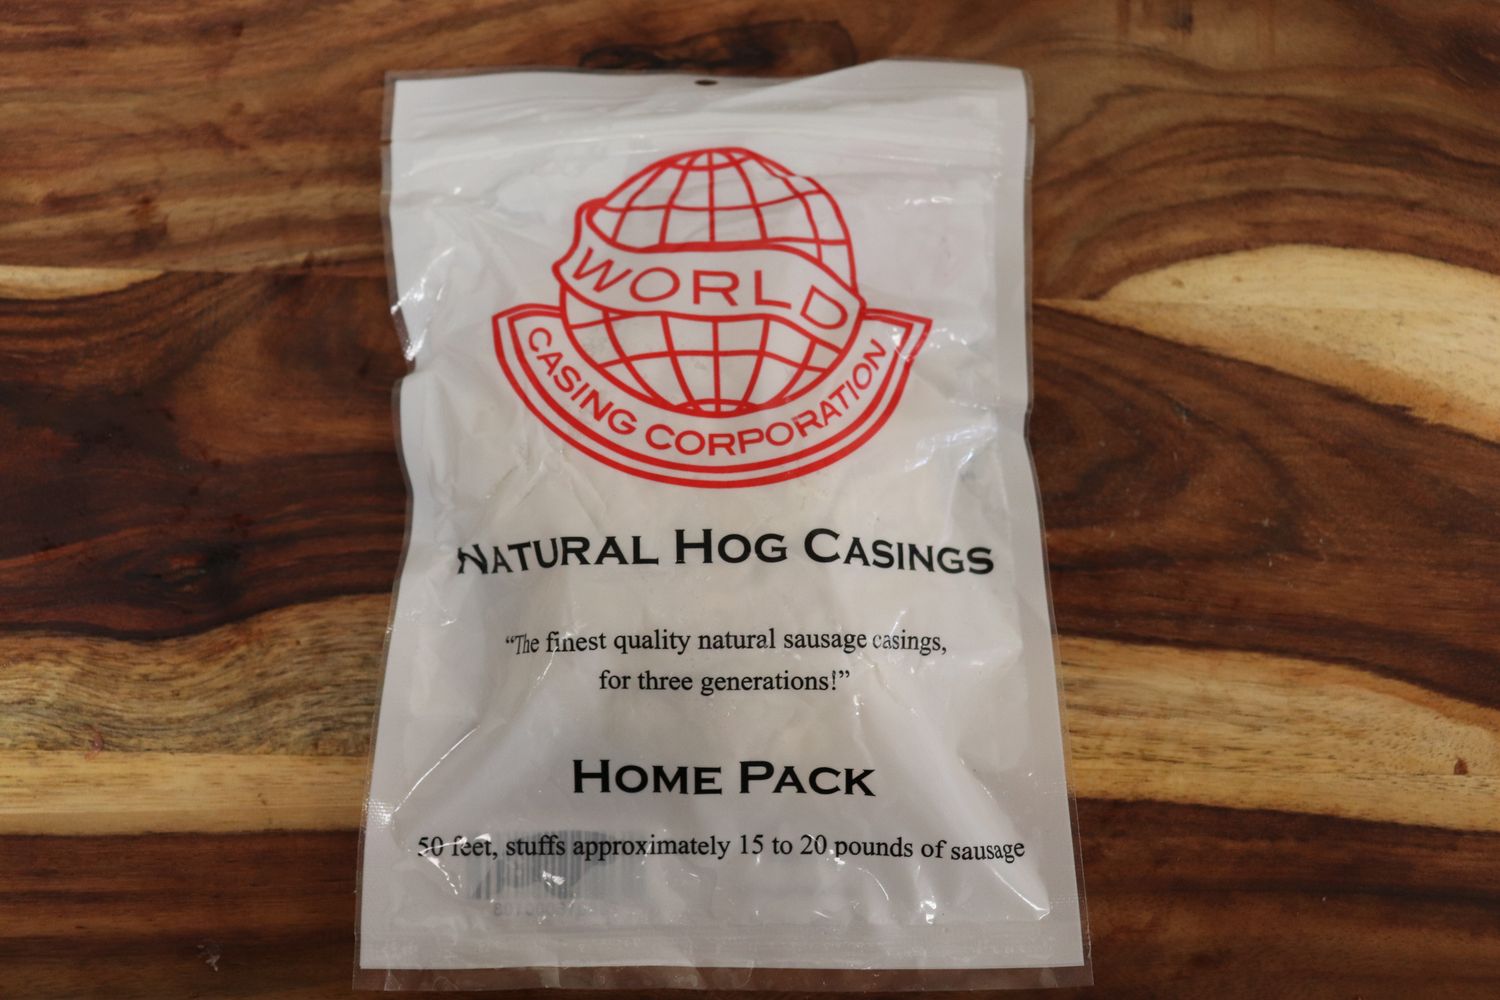 WORLD
CASING CORPORATION
NATURAL HOG CASINGS
“The finest quality natural sausage casings,
for three generations!”
HOME PACK
50 feet, stuffs approximately 15 to 20 pounds of sausage